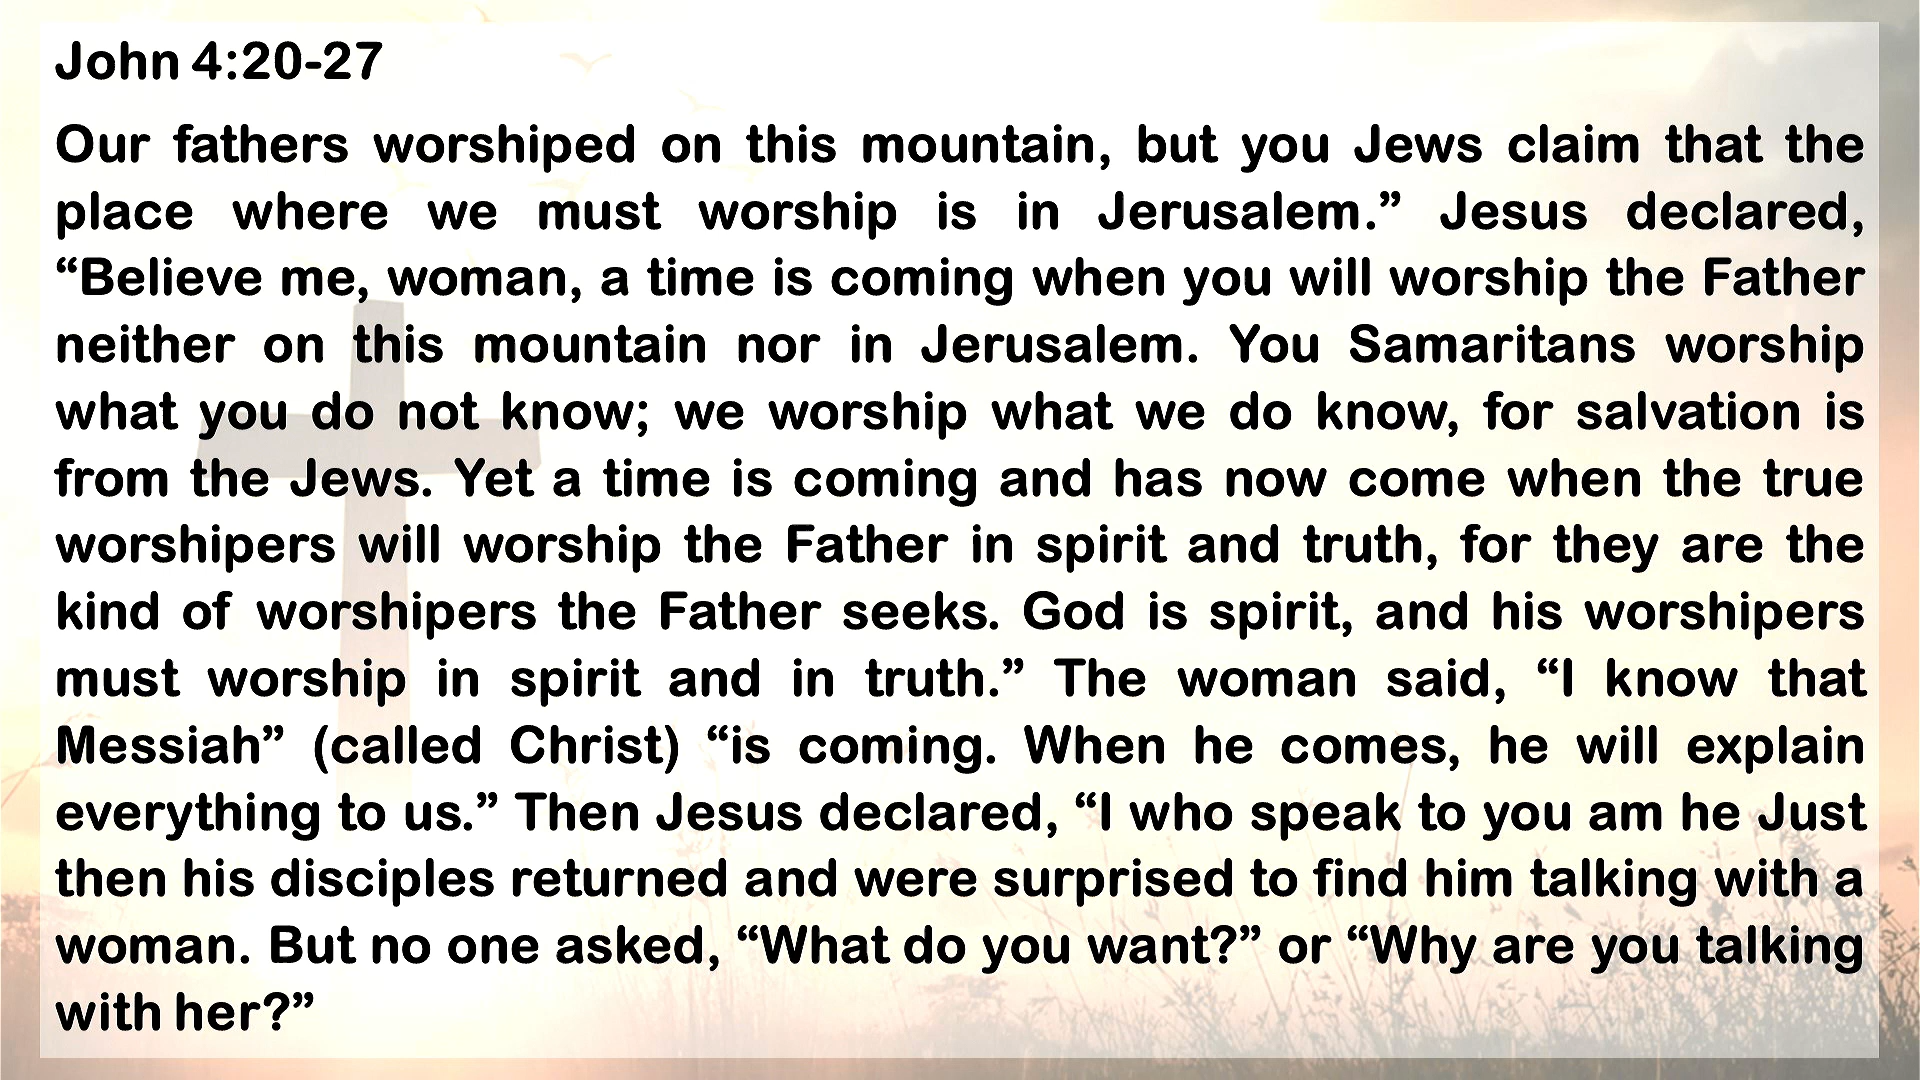 John 4:20-27
Our fathers worshiped on this mountain, but you Jews claim that the
place where we must worship is in Jerusalem.” Jesus declared,
“Believe me, woman, a time is coming when you will worship the Father
neither on this mountain nor in Jerusalem. You Samaritans worship
what you do not know; we worship what we do know, for salvation is
from the Jews. Yet a time is coming and has now come when the true
worshipers will worship the Father in spirit and truth, for they are the
kind of worshipers the Father seeks. God is spirit, and his worshipers
must worship in spirit and in truth.” The woman said, “I know that
Messiah” (called Christ) “is coming. When he comes, he will explain
everything to us.” Then Jesus declared, “I who speak to you am he Just
then his disciples returned and were surprised to find him talking with a
woman. But no one asked, “What do you want?” or “Why are you talking
with her?”